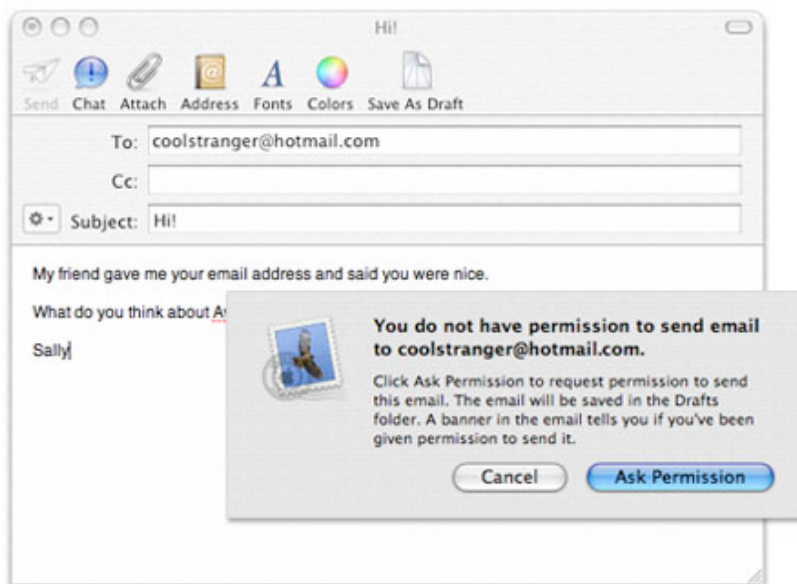 Hi!
Send Chat Attach Address Fonts Colors Save As Draft
To: coolstranger@hotmail.com
Cc:
Subject: Hi!
My friend gave me your email address and said you were nice.
What do you think about
Sally
You do not have permission to send email
to coolstranger@hotmail.com.
Click Ask Permission to request permission to send
this email. The email will be saved in the Drafts
folder. A banner in the email tells you if you've been
given permission to send it.
Cancel Ask Permission